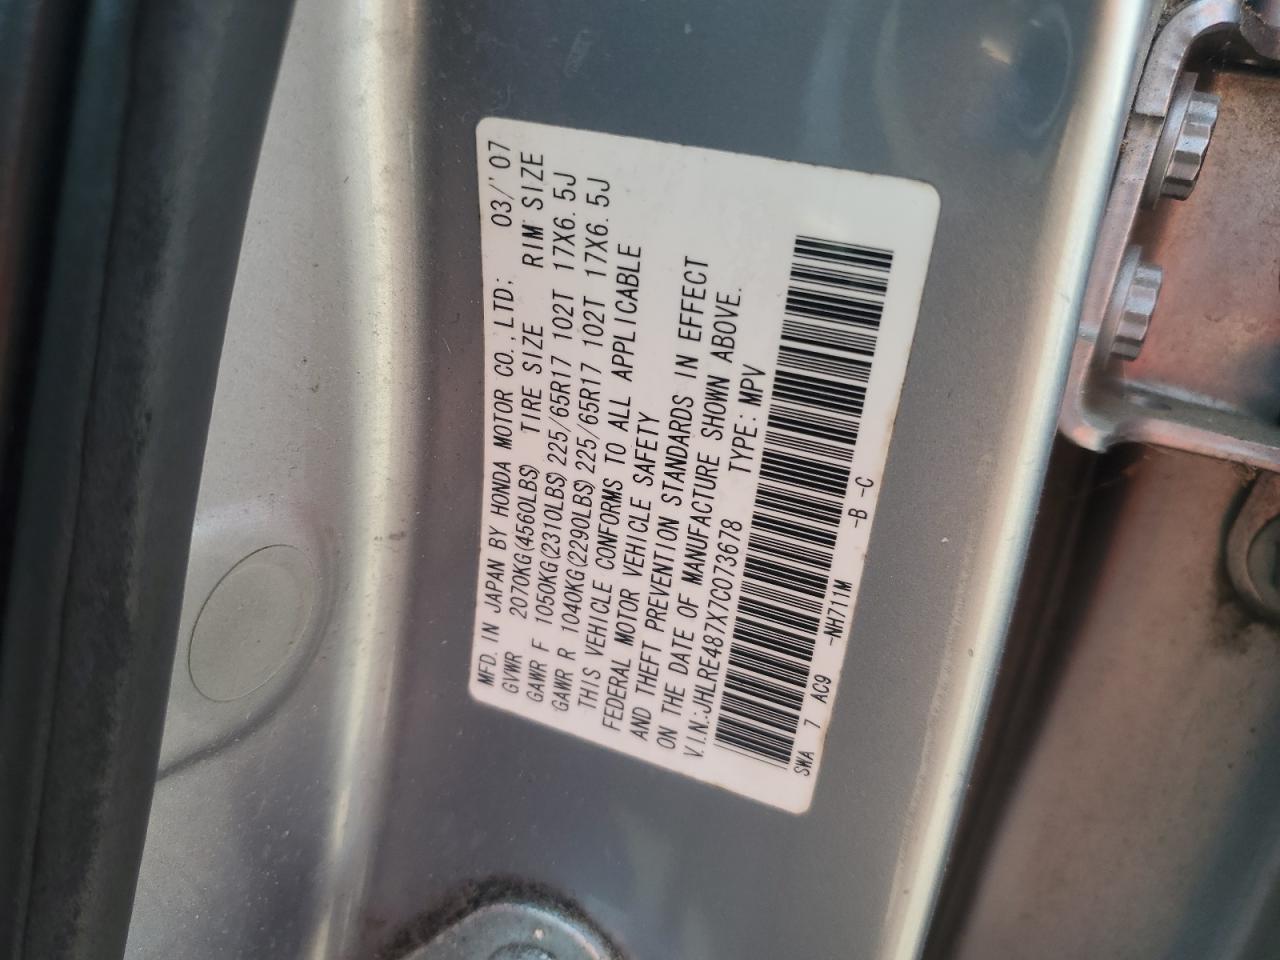 MFD. IN JAPAN BY HONDA MOTOR CO., LTD: 03/'07
GVWR 2070KG(4560LBS) TIRE SIZE RIM SIZE
GAWR F 1050KG(2310LBS) 225/65R17 102T 17X6.5J
GAWR R 1040KG(2290LBS) 225/65R17 102T 17X6.5J
THIS VEHICLE CONFORMS TO ALL APPLICABLE
FEDERAL MOTOR VEHICLE SAFETY
AND THEFT PREVENTION STANDARDS IN EFFECT
ON THE DATE OF MANUFACTURE SHOWN ABOVE.
V.I.N.:JHLRE487X7C073678 TYPE: MPV
SWA 7 AC9 -NH711M -B -C